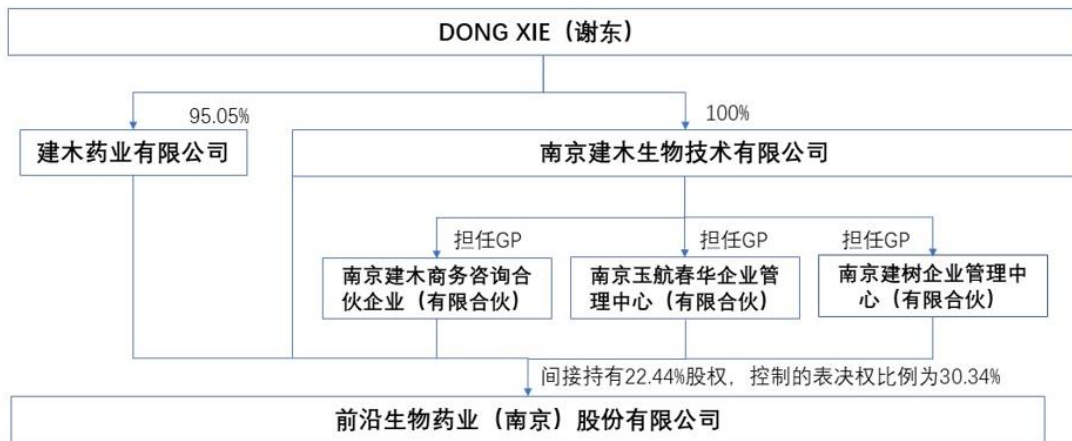 DONG XIE（谢东）
95.05%
100%
建木药业有限公司
南京建木生物技术有限公司
担任GP
担任GP
担任GP
南京建木商务咨询合
伙企业（有限合伙）
南京玉航春华企业管
理中心（有限合伙）
南京建树企业管理中
心（有限合伙）
间接持有22.44%股权，控制的表决权比例为30.34%
前沿生物药业（南京）股份有限公司